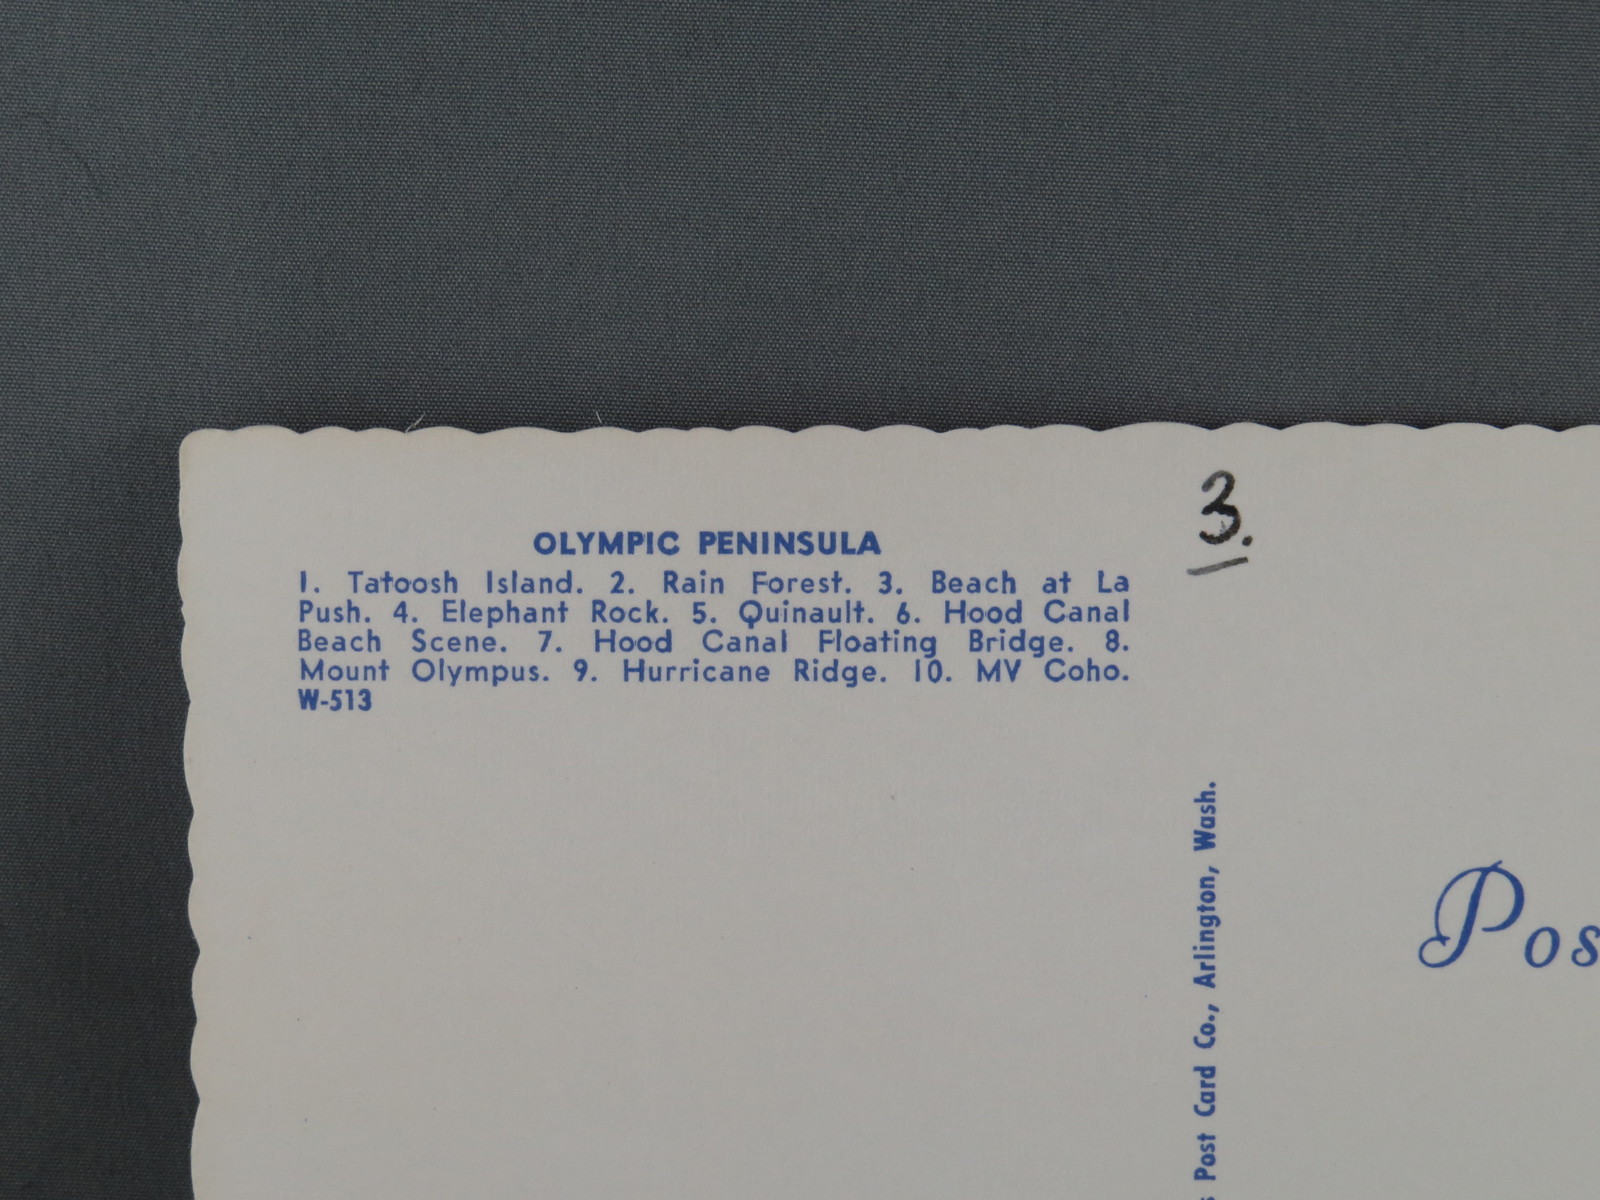 3.
OLYMPIC PENINSULA
1. Tatoosh Island. 2. Rain Forest. 3. Beach at La
Push. 4. Elephant Rock. 5. Quinault. 6. Hood Canal
Beach Scene. 7. Hood Canal Floating Bridge. 8.
Mount Olympus. 9. Hurricane Ridge. 10. MV Coho.
W-513
Post Card Co., Arlington, Wash.